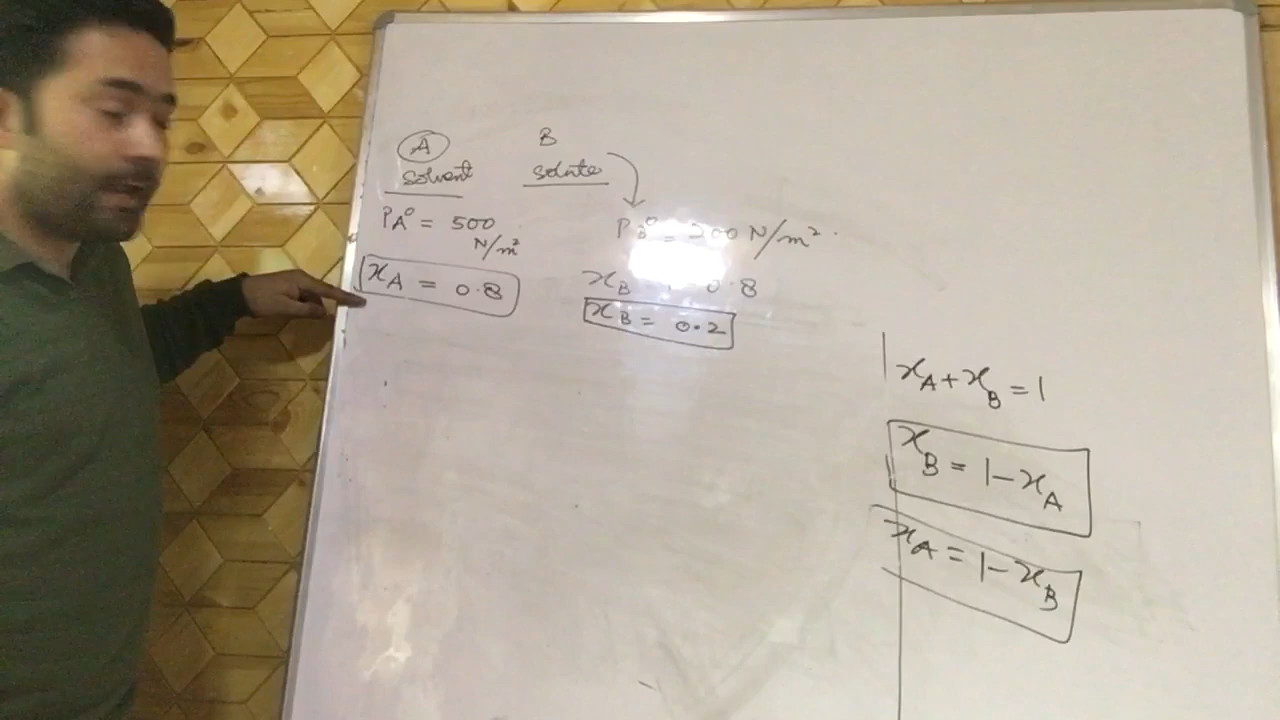 A
solvent
PA° = 500
N/m²
xA = 0.8
B
solute
PB° = 200 N/m².
xB 0.8
xB = 0.2
xA + xB = 1
xB = 1 - xA
xA = 1 - xB